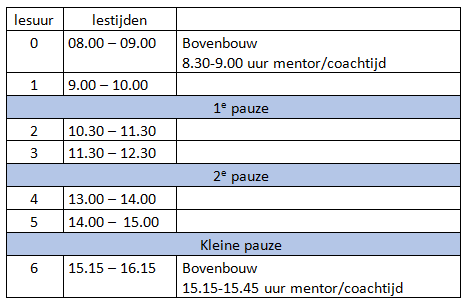 lesuur lestijden
0 08.00 – 09.00 Bovenbouw
8.30-9.00 uur mentor/coachtijd
1 9.00 – 10.00
1e pauze
2 10.30 – 11.30
3 11.30 – 12.30
2e pauze
4 13.00 – 14.00
5 14.00 – 15.00
Kleine pauze
6 15.15 – 16.15 Bovenbouw
15.15-15.45 uur mentor/coachtijd